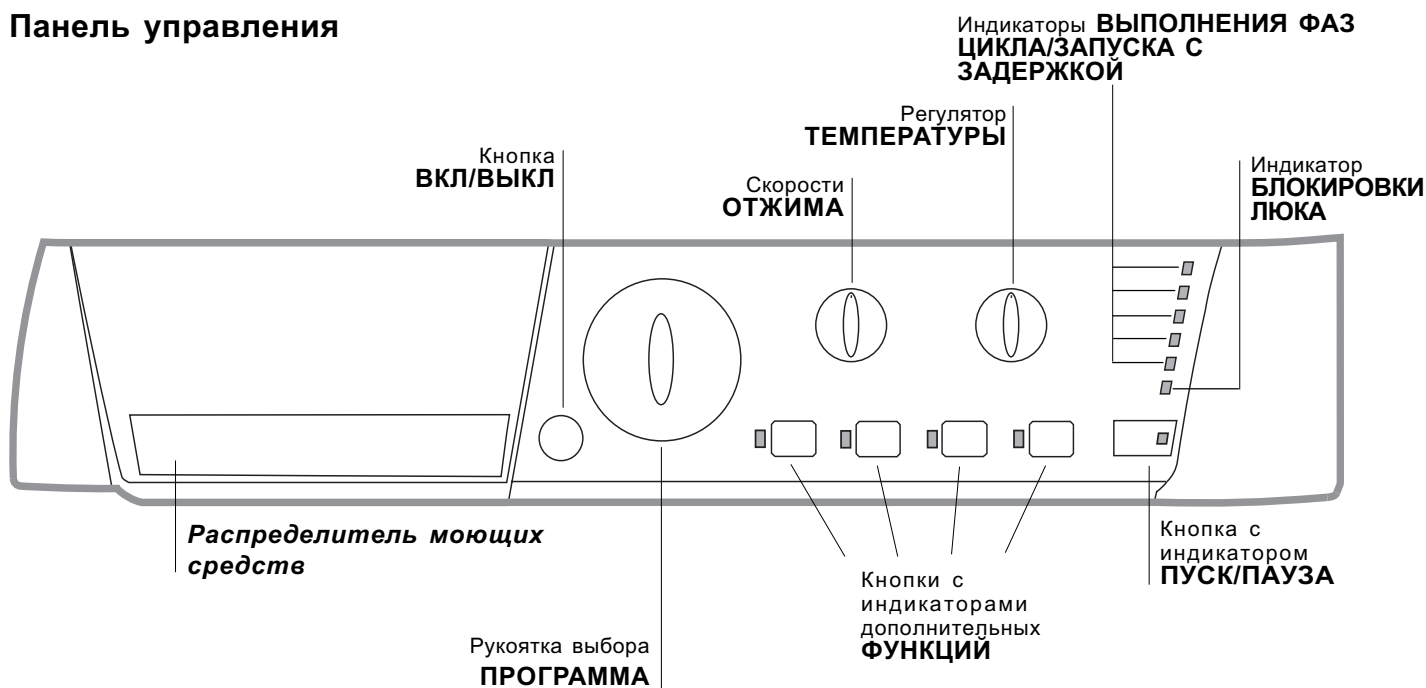 Панель управления
Индикаторы ВЫПОЛНЕНИЯ ФАЗ
ЦИКЛА/ЗАПУСКА С
ЗАДЕРЖКОЙ
Регулятор
ТЕМПЕРАТУРЫ
Кнопка
ВКЛ/ВЫКЛ
Скорости
ОТЖИМА
Индикатор
БЛОКИРОВКИ
ЛЮКА
Распределитель моющих
средств
Кнопка с
индикатором
ПУСК/ПАУЗА
Кнопки с
индикаторами
дополнительных
ФУНКЦИЙ
Рукоятка выбора
ПРОГРАММА